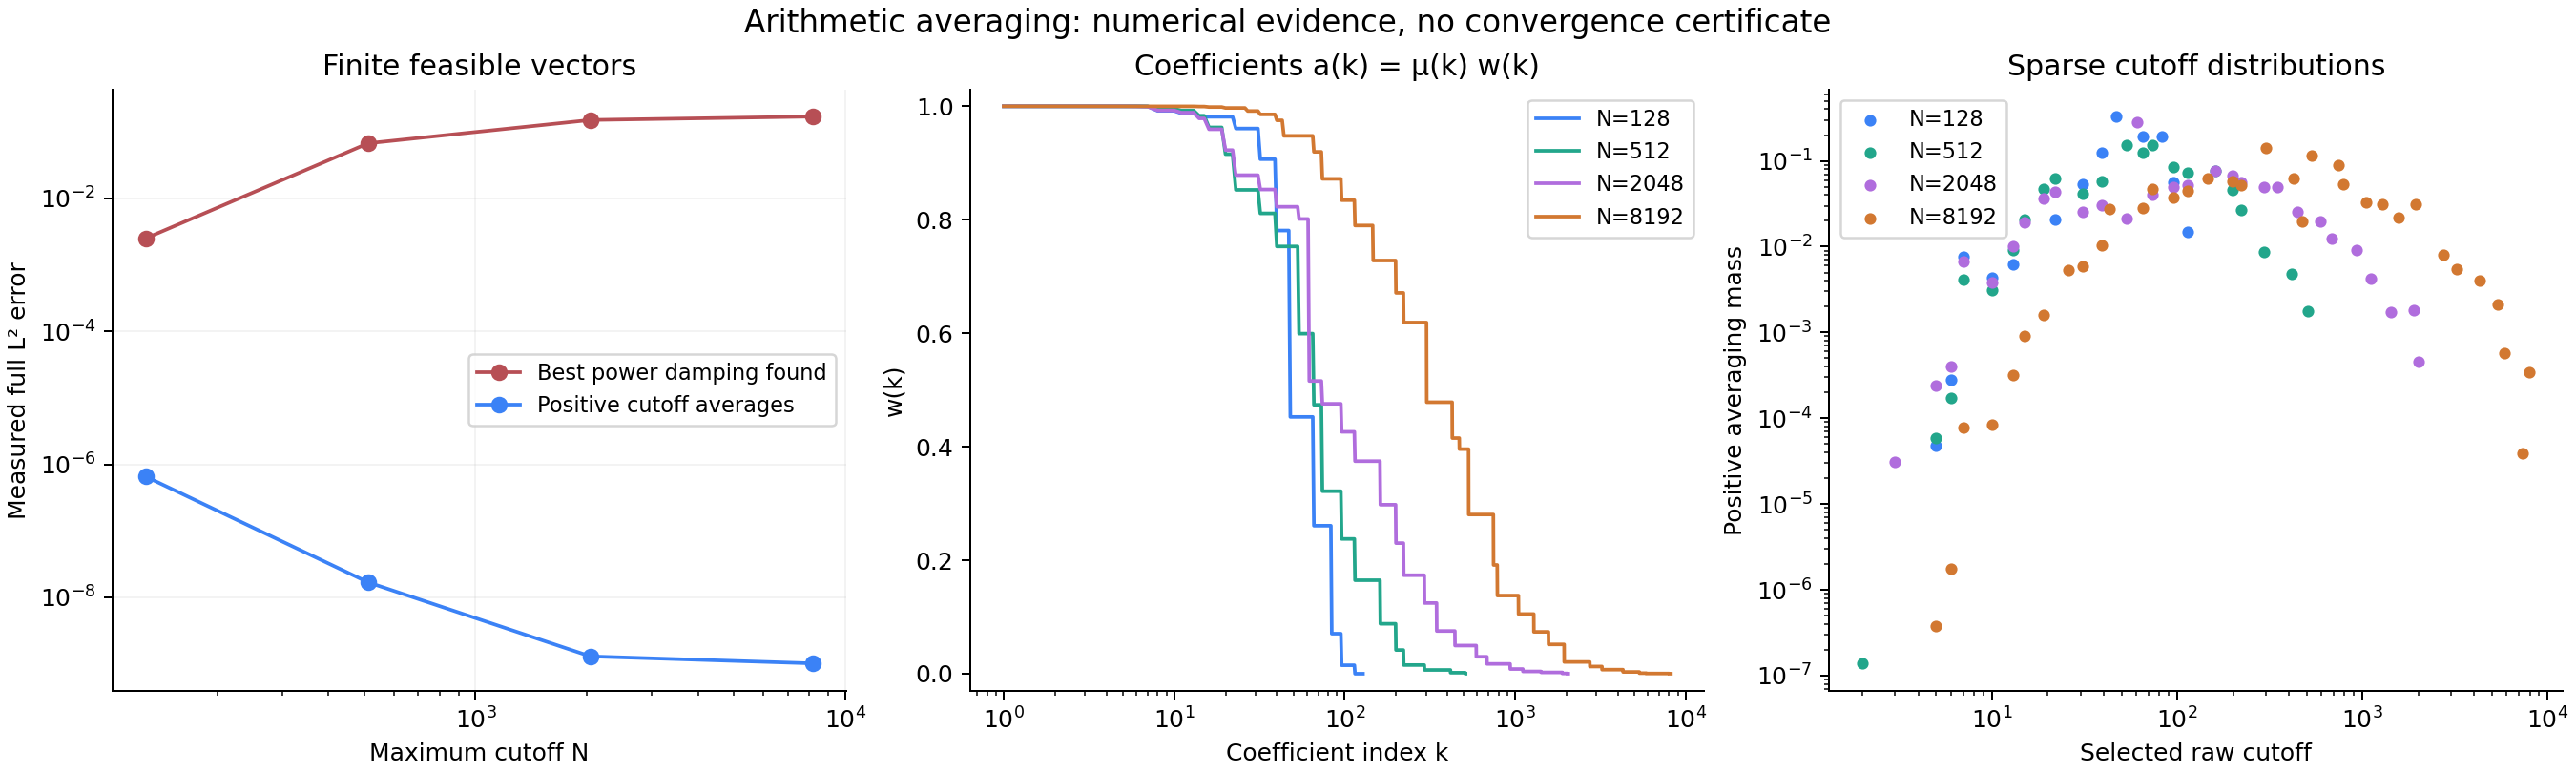 Arithmetic averaging: numerical evidence, no convergence certificate
Finite feasible vectors
Measured full L² error
10⁻²
10⁻⁴
10⁻⁶
10⁻⁸
10³
10⁴
Maximum cutoff N
Best power damping found
Positive cutoff averages
Coefficients a(k) = μ(k) w(k)
w(k)
1.0
0.8
0.6
0.4
0.2
0.0
10⁰
10¹
10²
10³
10⁴
Coefficient index k
N=128
N=512
N=2048
N=8192
Sparse cutoff distributions
Positive averaging mass
10⁻¹
10⁻²
10⁻³
10⁻⁴
10⁻⁵
10⁻⁶
10⁻⁷
10¹
10²
10³
10⁴
Selected raw cutoff
N=128
N=512
N=2048
N=8192